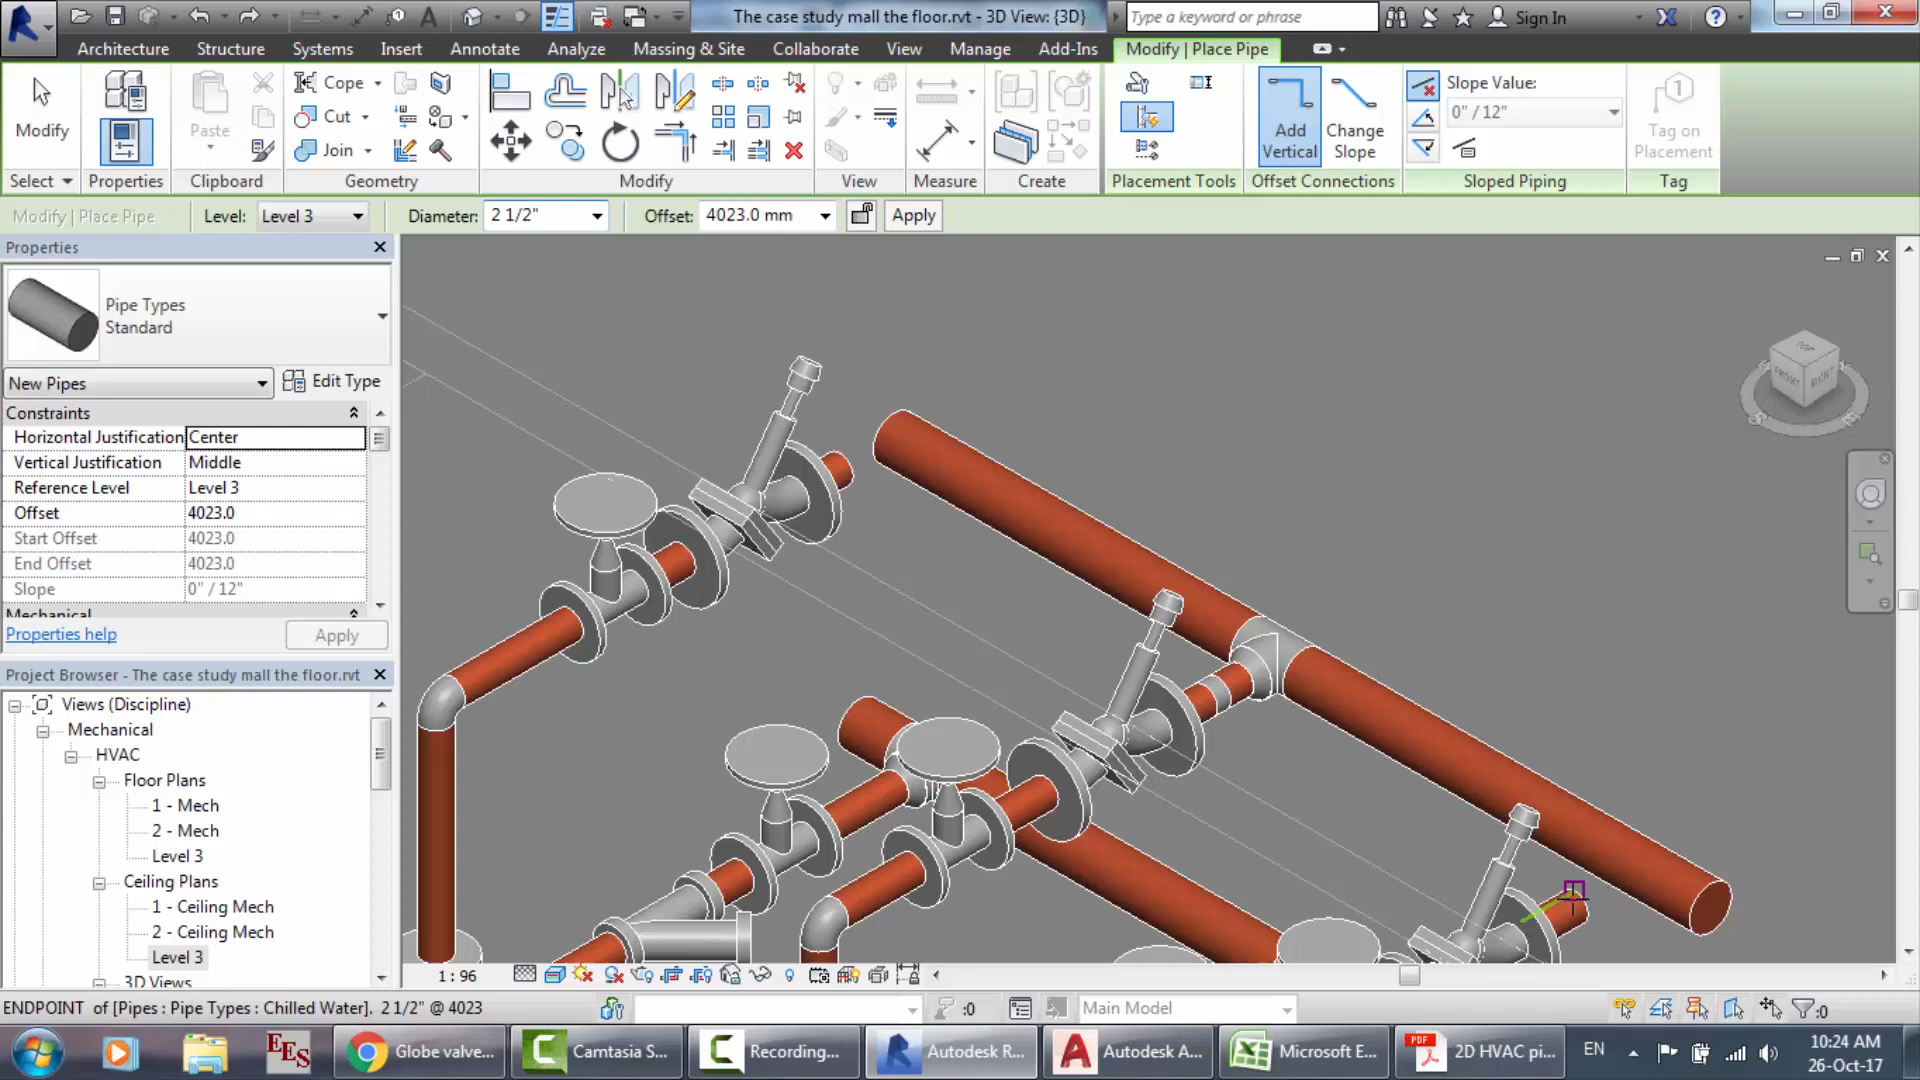 The case study mall the floor.rvt - 3D View: {3D}
Type a keyword or phrase
Sign In
Architecture Structure Systems Insert Annotate Analyze Massing & Site Collaborate View Manage Add-Ins Modify | Place Pipe
Modify
Paste
Cope
Cut
Join
Add Vertical
Change Slope
Slope Value:
0" / 12"
Tag on Placement
Select Properties Clipboard Geometry Modify View Measure Create Placement Tools Offset Connections Sloped Piping Tag
Modify | Place Pipe Level: Level 3 Diameter: 2 1/2" Offset: 4023.0 mm Apply
Properties
Pipe Types
Standard
New Pipes Edit Type
Constraints
Horizontal Justification Center
Vertical Justification Middle
Reference Level Level 3
Offset 4023.0
Start Offset 4023.0
End Offset 4023.0
Slope 0" / 12"
Mechanical
Properties help Apply
Project Browser - The case study mall the floor.rvt
Views (Discipline)
Mechanical
HVAC
Floor Plans
1 - Mech
2 - Mech
Level 3
Ceiling Plans
1 - Ceiling Mech
2 - Ceiling Mech
Level 3
3D Views
TOP
FRONT
RIGHT
1 : 96
ENDPOINT of [Pipes : Pipe Types : Chilled Water]. 2 1/2" @ 4023
:0
Main Model
:0
EES
Globe valve...
Camtasia S...
Recording...
Autodesk R...
Autodesk A...
Microsoft E...
PDF
2D HVAC pi...
EN
10:24 AM
26-Oct-17